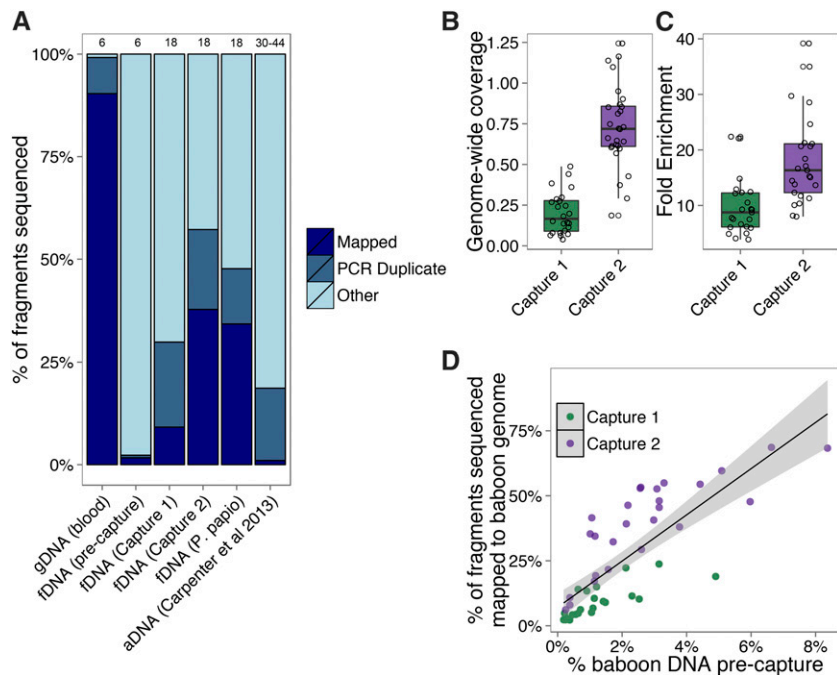 A
6 6 18 18 18 30-44
100%
75%
50%
25%
0%
% of fragments sequenced
gDNA (blood)
fDNA (pre-capture)
fDNA (Capture 1)
fDNA (Capture 2)
fDNA (P. papio)
aDNA (Carpenter et al 2013)
Mapped
PCR Duplicate
Other
B
Genome-wide coverage
1.25
1.00
0.75
0.50
0.25
0.00
Capture 1
Capture 2
C
Fold Enrichment
40
30
20
10
Capture 1
Capture 2
D
% of fragments sequenced
mapped to baboon genome
75%
50%
25%
0%
Capture 1
Capture 2
0% 2% 4% 6% 8%
% baboon DNA pre-capture